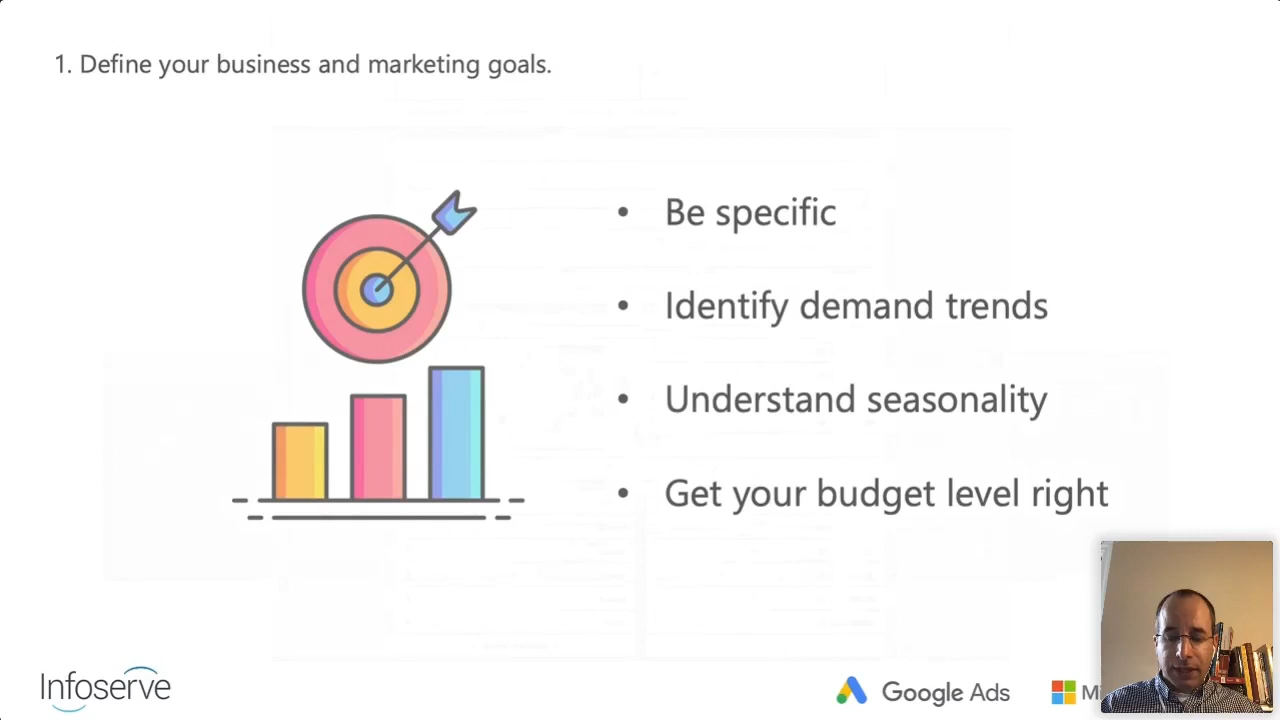 1. Define your business and marketing goals.
• Be specific
• Identify demand trends
• Understand seasonality
• Get your budget level right
Infoserve
Google Ads